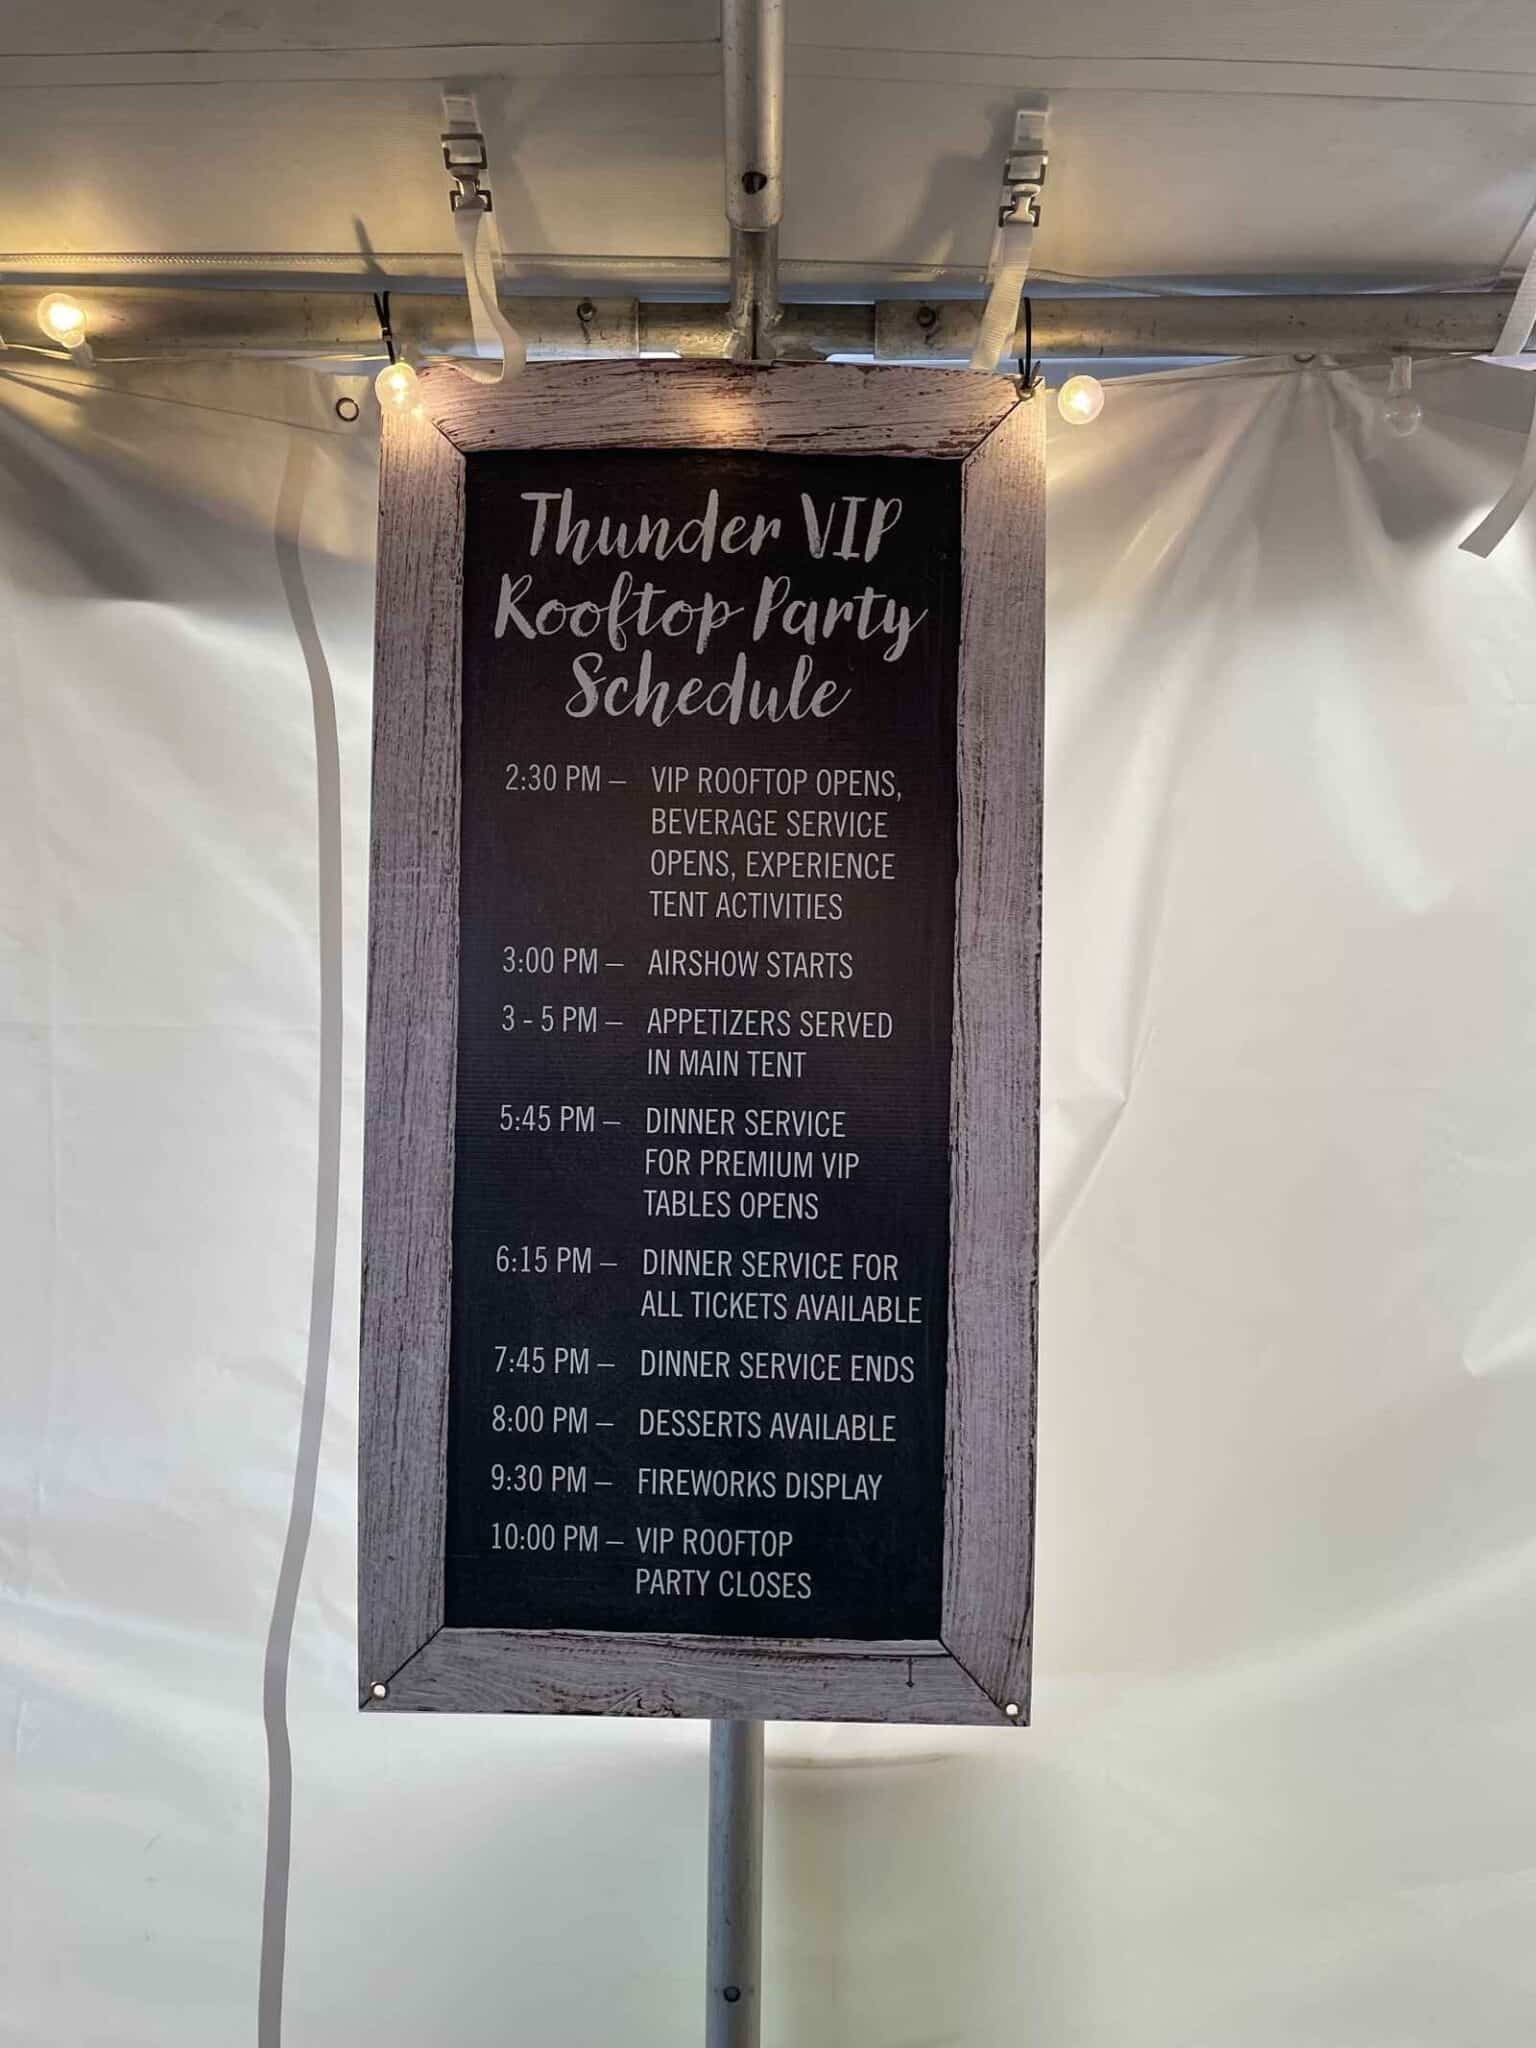 Thunder VIP
Rooftop Party
Schedule
2:30 PM – VIP ROOFTOP OPENS,
BEVERAGE SERVICE
OPENS, EXPERIENCE
TENT ACTIVITIES
3:00 PM – AIRSHOW STARTS
3 - 5 PM – APPETIZERS SERVED
IN MAIN TENT
5:45 PM – DINNER SERVICE
FOR PREMIUM VIP
TABLES OPENS
6:15 PM – DINNER SERVICE FOR
ALL TICKETS AVAILABLE
7:45 PM – DINNER SERVICE ENDS
8:00 PM – DESSERTS AVAILABLE
9:30 PM – FIREWORKS DISPLAY
10:00 PM – VIP ROOFTOP
PARTY CLOSES